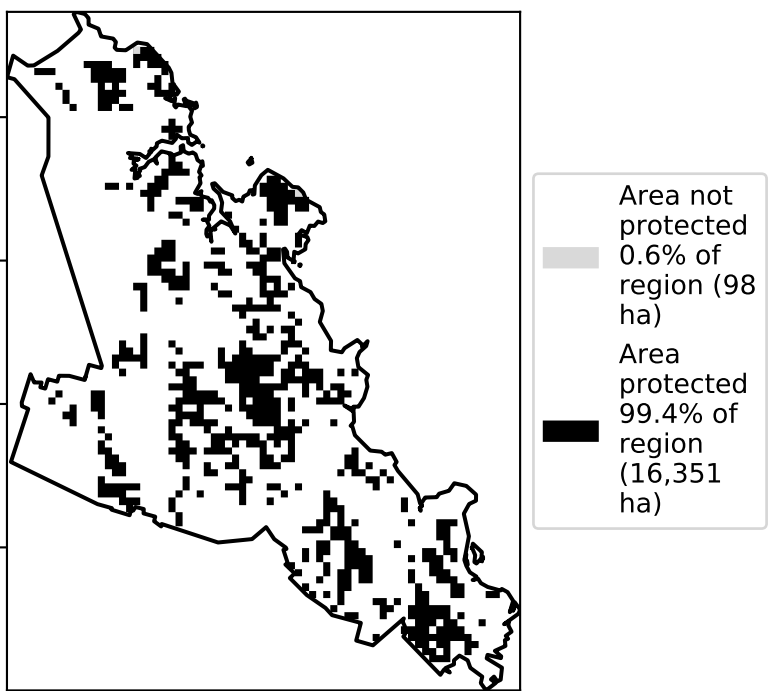 Area not
protected
0.6% of
region (98
ha)
Area
protected
99.4% of
region
(16,351
ha)